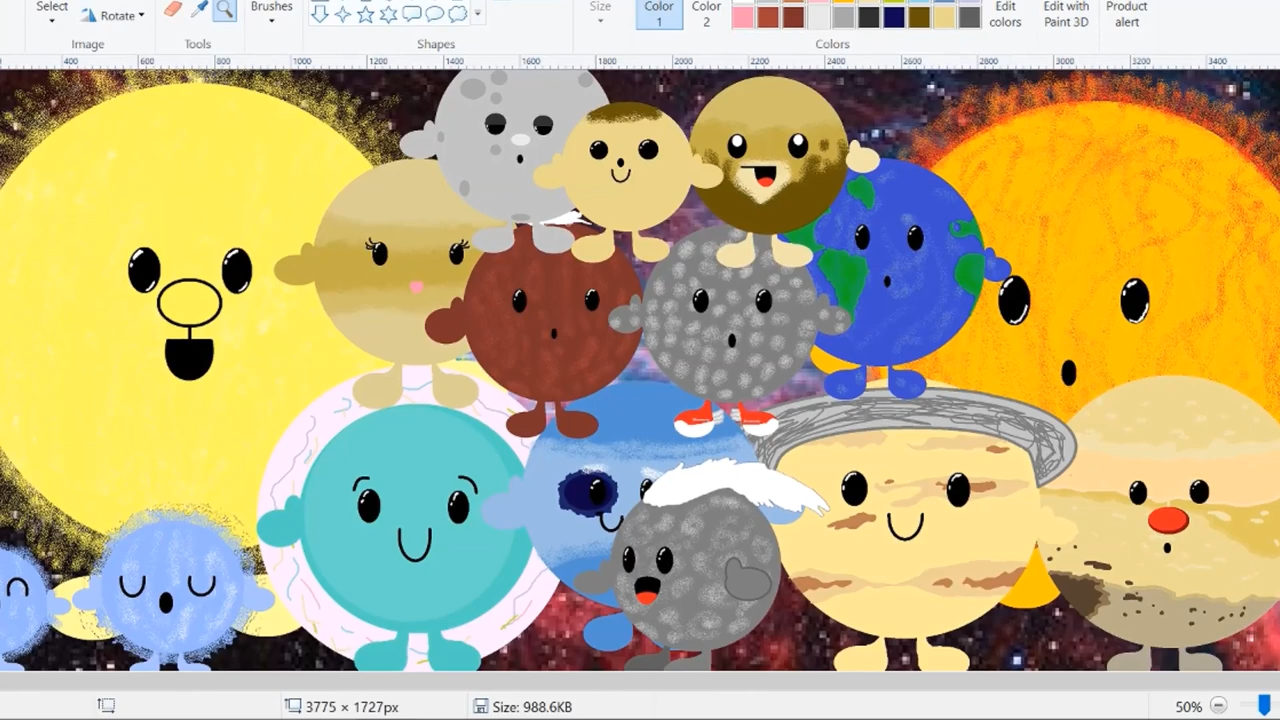 Select
Rotate
Brushes
Size
Color
1
Color
2
Edit
colors
Edit with
Paint 3D
Product
alert
Image
Tools
Shapes
Colors
400
600
800
1000
1200
1400
1600
1800
2000
2200
2400
2600
2800
3000
3200
3400
3775 × 1727px
Size: 988.6KB
50%